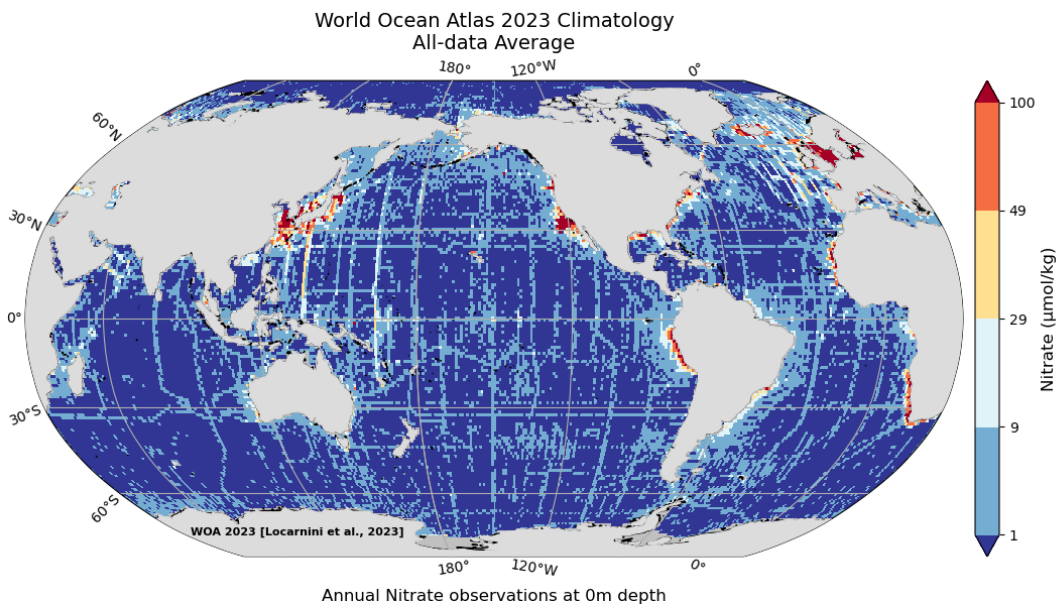 World Ocean Atlas 2023 Climatology
All-data Average
180° 120°W 0°
60°N
30°N
0°
30°S
60°S
WOA 2023 [Locarnini et al., 2023]
180° 120°W 0°
Annual Nitrate observations at 0m depth
100
49
29
9
1
Nitrate (μmol/kg)